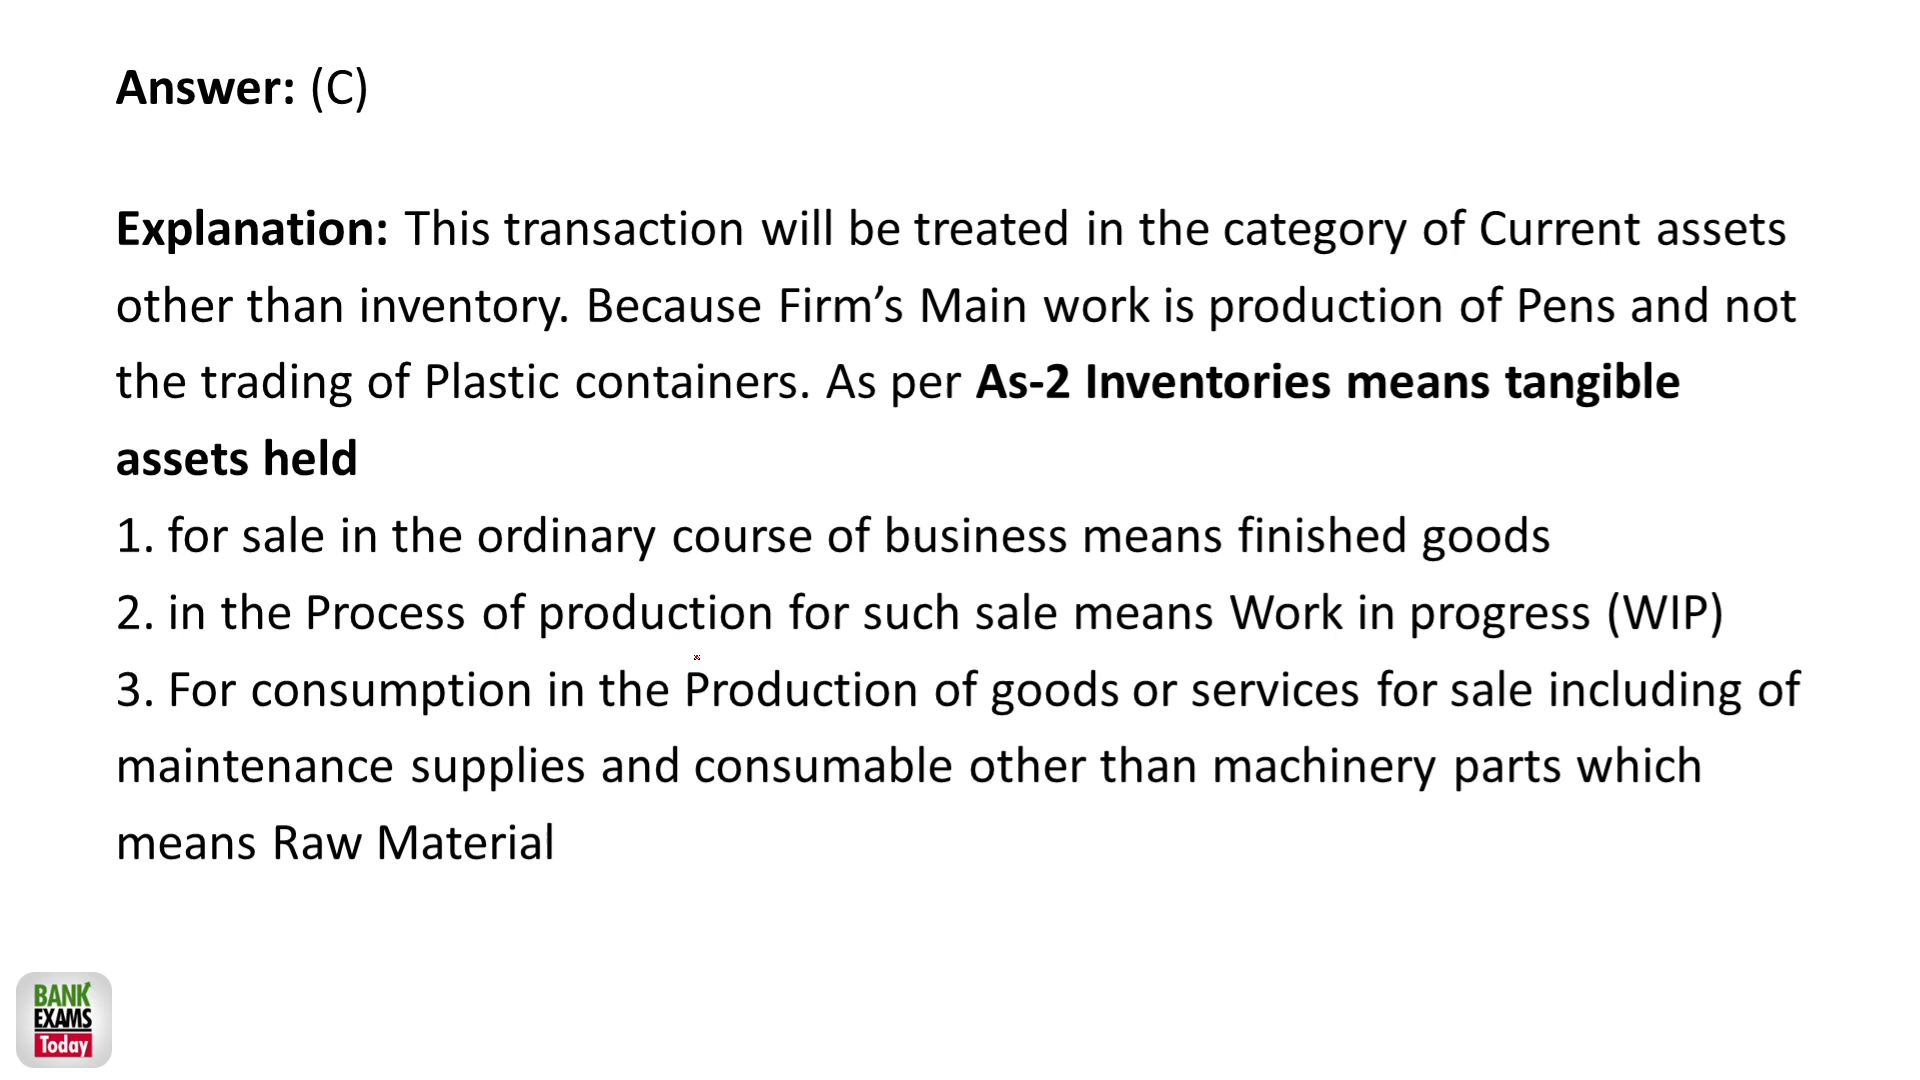 Answer: (C)
Explanation: This transaction will be treated in the category of Current assets
other than inventory. Because Firm’s Main work is production of Pens and not
the trading of Plastic containers. As per As-2 Inventories means tangible
assets held
1. for sale in the ordinary course of business means finished goods
2. in the Process of production for such sale means Work in progress (WIP)
3. For consumption in the Production of goods or services for sale including of
maintenance supplies and consumable other than machinery parts which
means Raw Material
BANK
EXAMS
Today